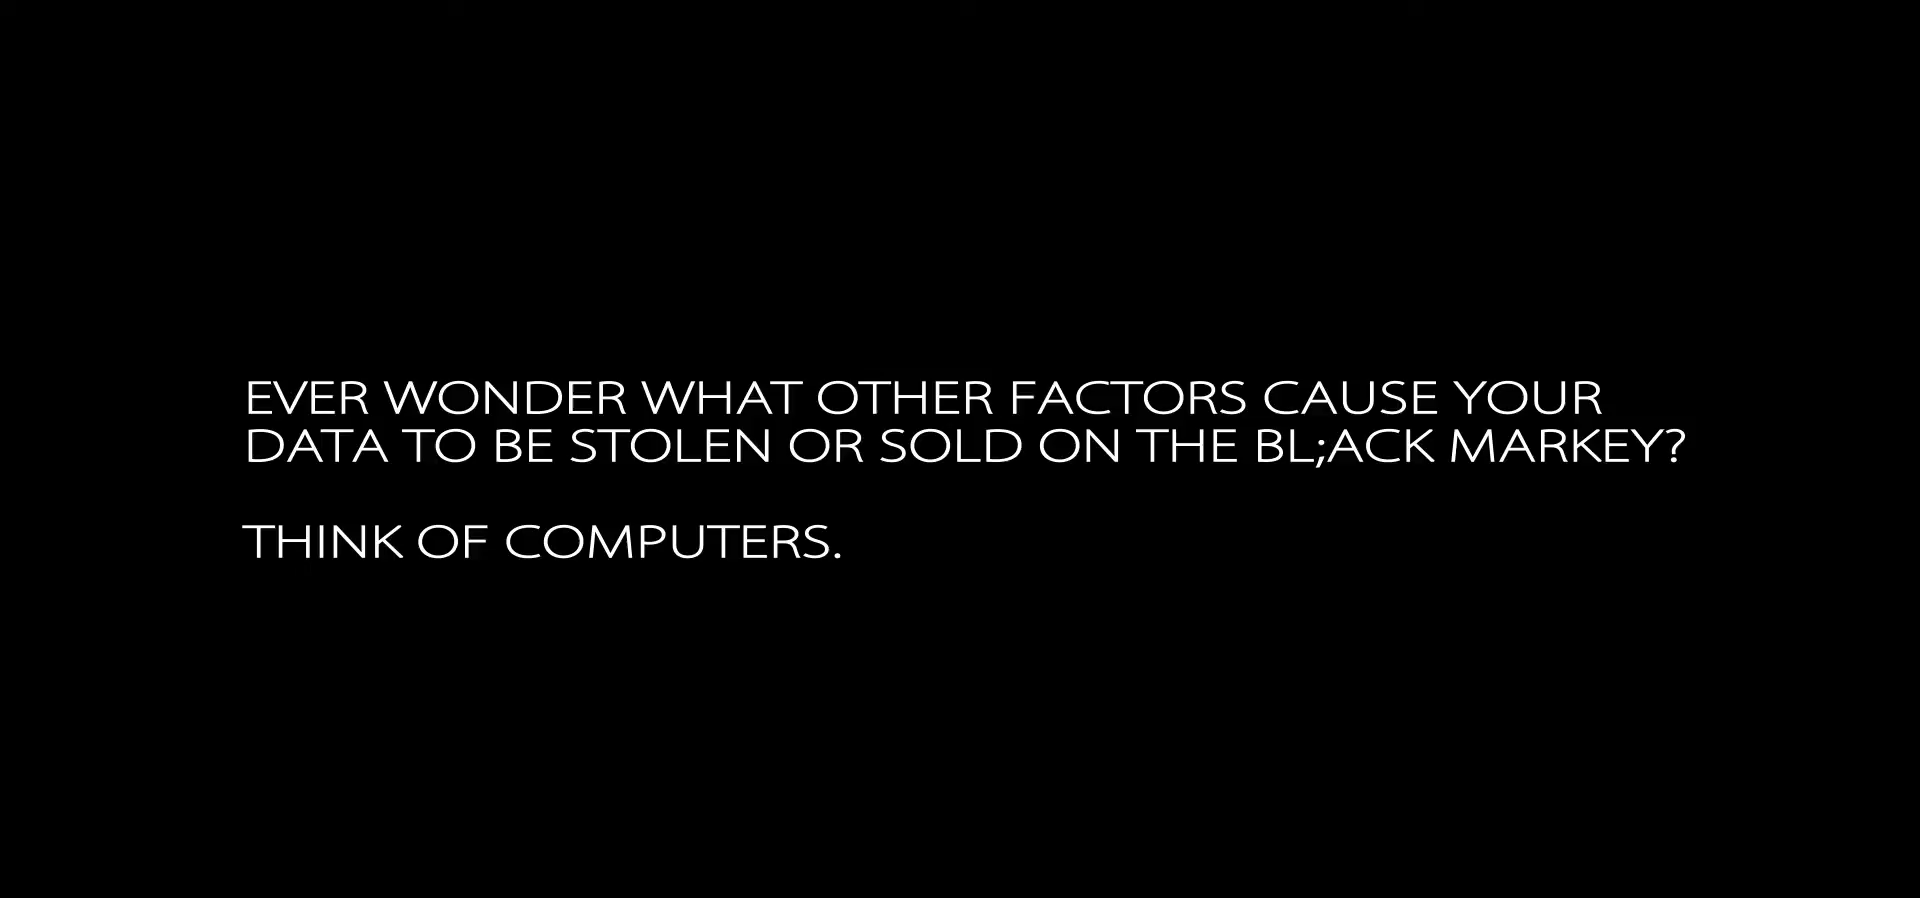 EVER WONDER WHAT OTHER FACTORS CAUSE YOUR
DATA TO BE STOLEN OR SOLD ON THE BL;ACK MARKEY?
THINK OF COMPUTERS.